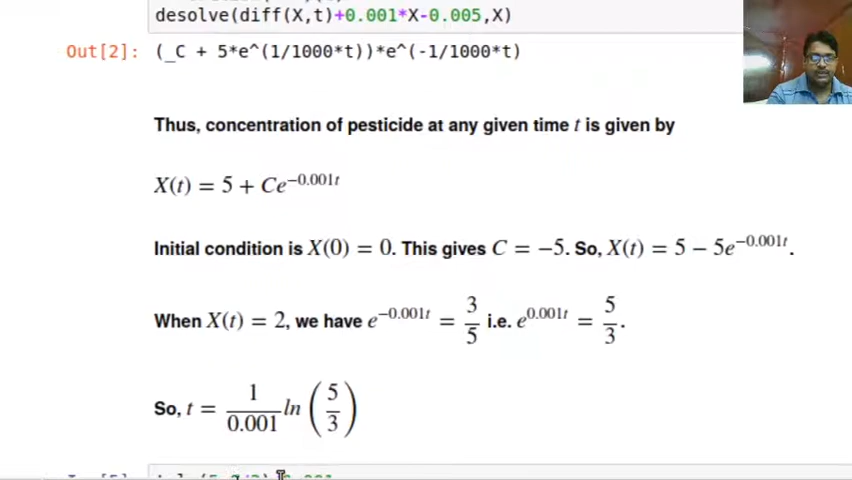 desolve(diff(X,t)+0.001*X-0.005,X)
Out[2]: (_C + 5*e^(1/1000*t))*e^(-1/1000*t)
Thus, concentration of pesticide at any given time t is given by
X(t) = 5 + Ce^{−0.001t}
Initial condition is X(0) = 0. This gives C = −5. So, X(t) = 5 − 5e^{−0.001t}.
When X(t) = 2, we have e^{−0.001t} = 3/5 i.e. e^{0.001t} = 5/3.
So, t = 1/0.001 ln (5/3)